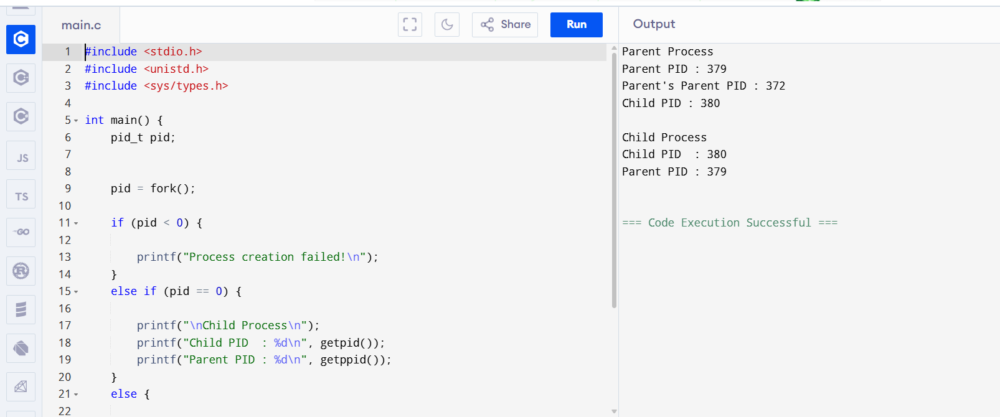 main.c
Share
Run
Output
JS
TS
GO
1 #include <stdio.h>
2 #include <unistd.h>
3 #include <sys/types.h>
4
5 int main() {
6     pid_t pid;
7
8
9     pid = fork();
10
11     if (pid < 0) {
12
13         printf("Process creation failed!\n");
14     }
15     else if (pid == 0) {
16
17         printf("\nChild Process\n");
18         printf("Child PID  : %d\n", getpid());
19         printf("Parent PID : %d\n", getppid());
20     }
21     else {
22
Parent Process
Parent PID : 379
Parent's Parent PID : 372
Child PID : 380
Child Process
Child PID  : 380
Parent PID : 379
=== Code Execution Successful ===